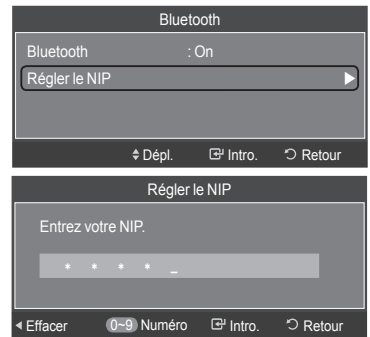 Bluetooth
Bluetooth : On
Régler le NIP ▶
Dépl. Intro. Retour
Régler le NIP
Entrez votre NIP.
* * * * _
Effacer 0~9 Numéro Intro. Retour